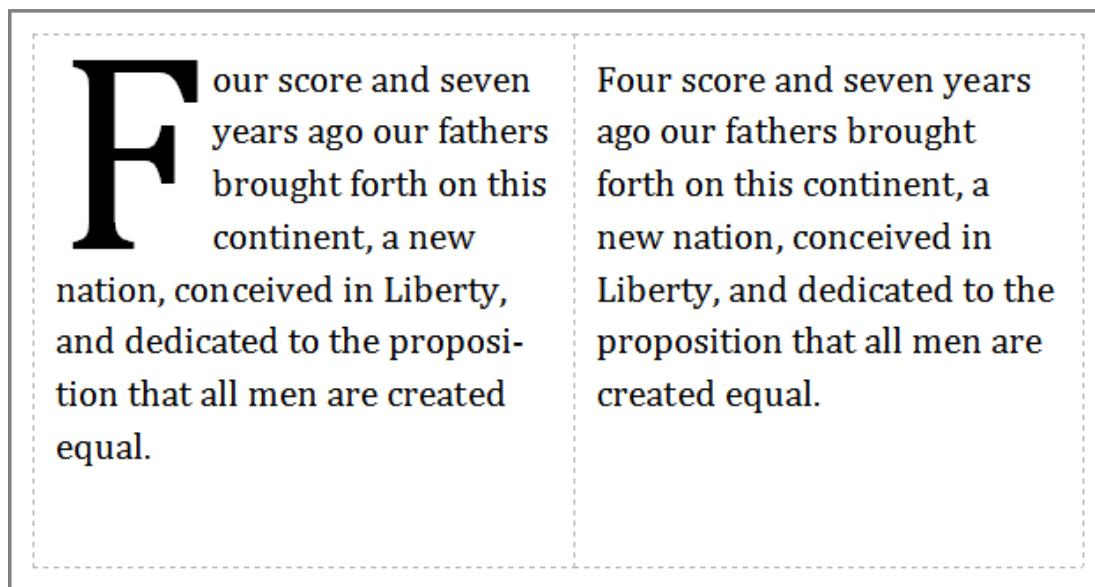 Four score and seven
years ago our fathers
brought forth on this
continent, a new
nation, conceived in Liberty,
and dedicated to the proposi-
tion that all men are created
equal.
Four score and seven years
ago our fathers brought
forth on this continent, a
new nation, conceived in
Liberty, and dedicated to the
proposition that all men are
created equal.